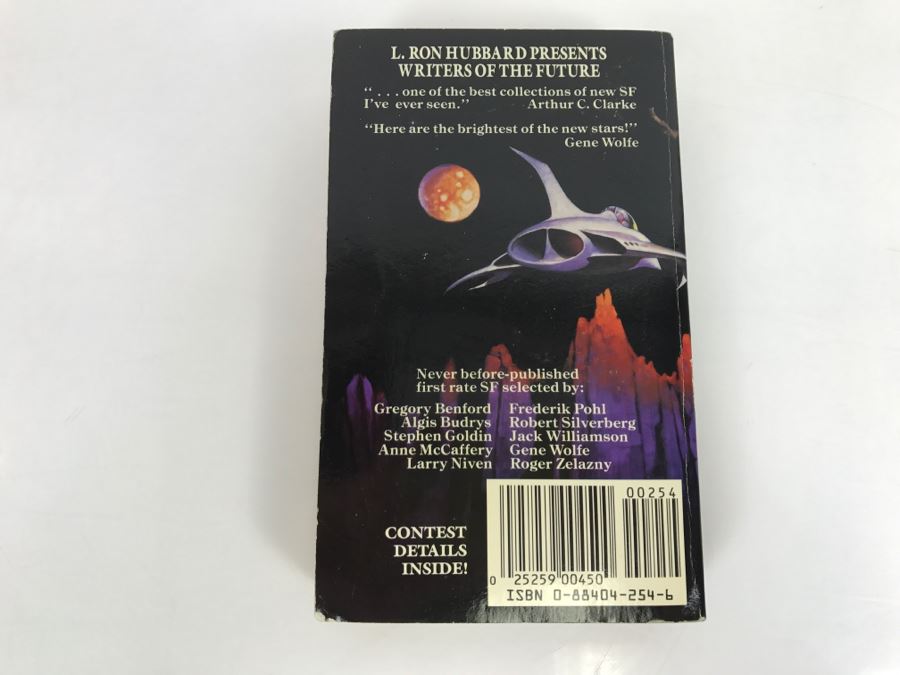 L. RON HUBBARD PRESENTS
WRITERS OF THE FUTURE
“ . . . one of the best collections of new SF
I’ve ever seen.” Arthur C. Clarke
“Here are the brightest of the new stars!”
Gene Wolfe
Never before-published
first rate SF selected by:
Gregory Benford Frederik Pohl
Algis Budrys Robert Silverberg
Stephen Goldin Jack Williamson
Anne McCaffery Gene Wolfe
Larry Niven Roger Zelazny
CONTEST
DETAILS
INSIDE!
00254
0 25259 00450
ISBN 0-88404-254-6